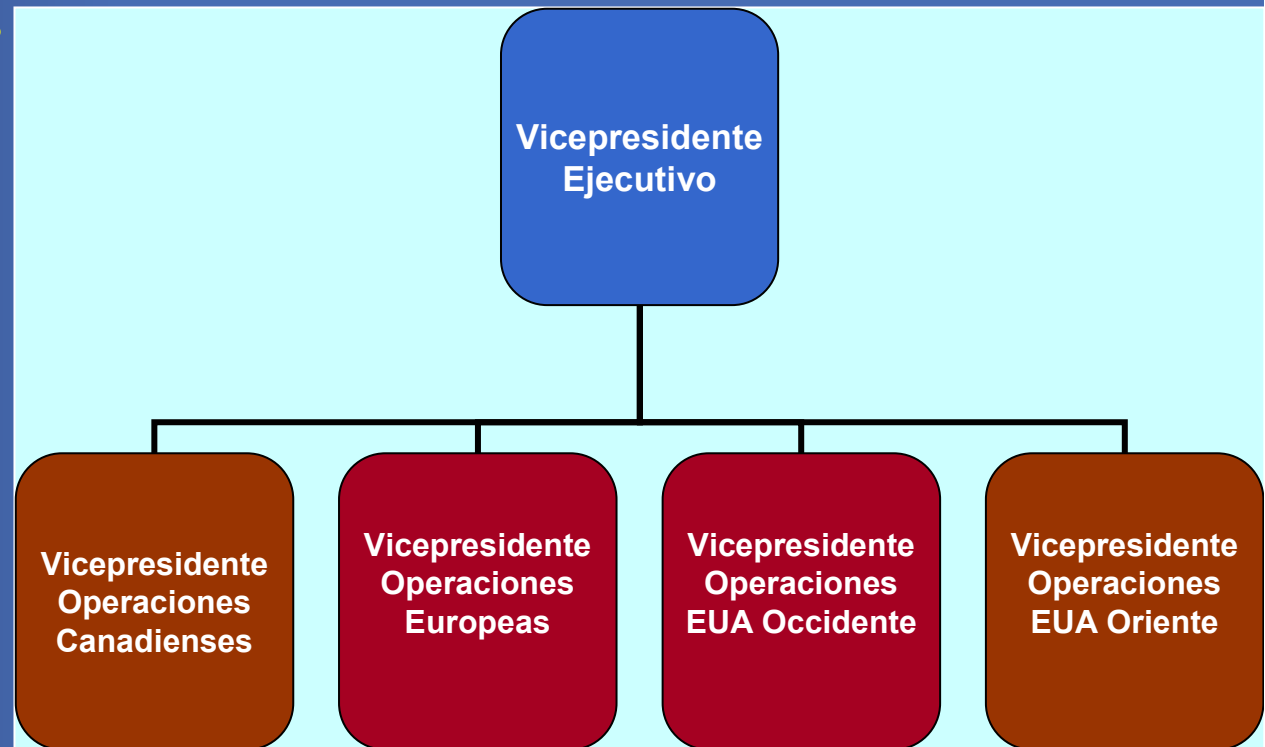 Vicepresidente
Ejecutivo
Vicepresidente
Operaciones
Canadienses
Vicepresidente
Operaciones
Europeas
Vicepresidente
Operaciones
EUA Occidente
Vicepresidente
Operaciones
EUA Oriente